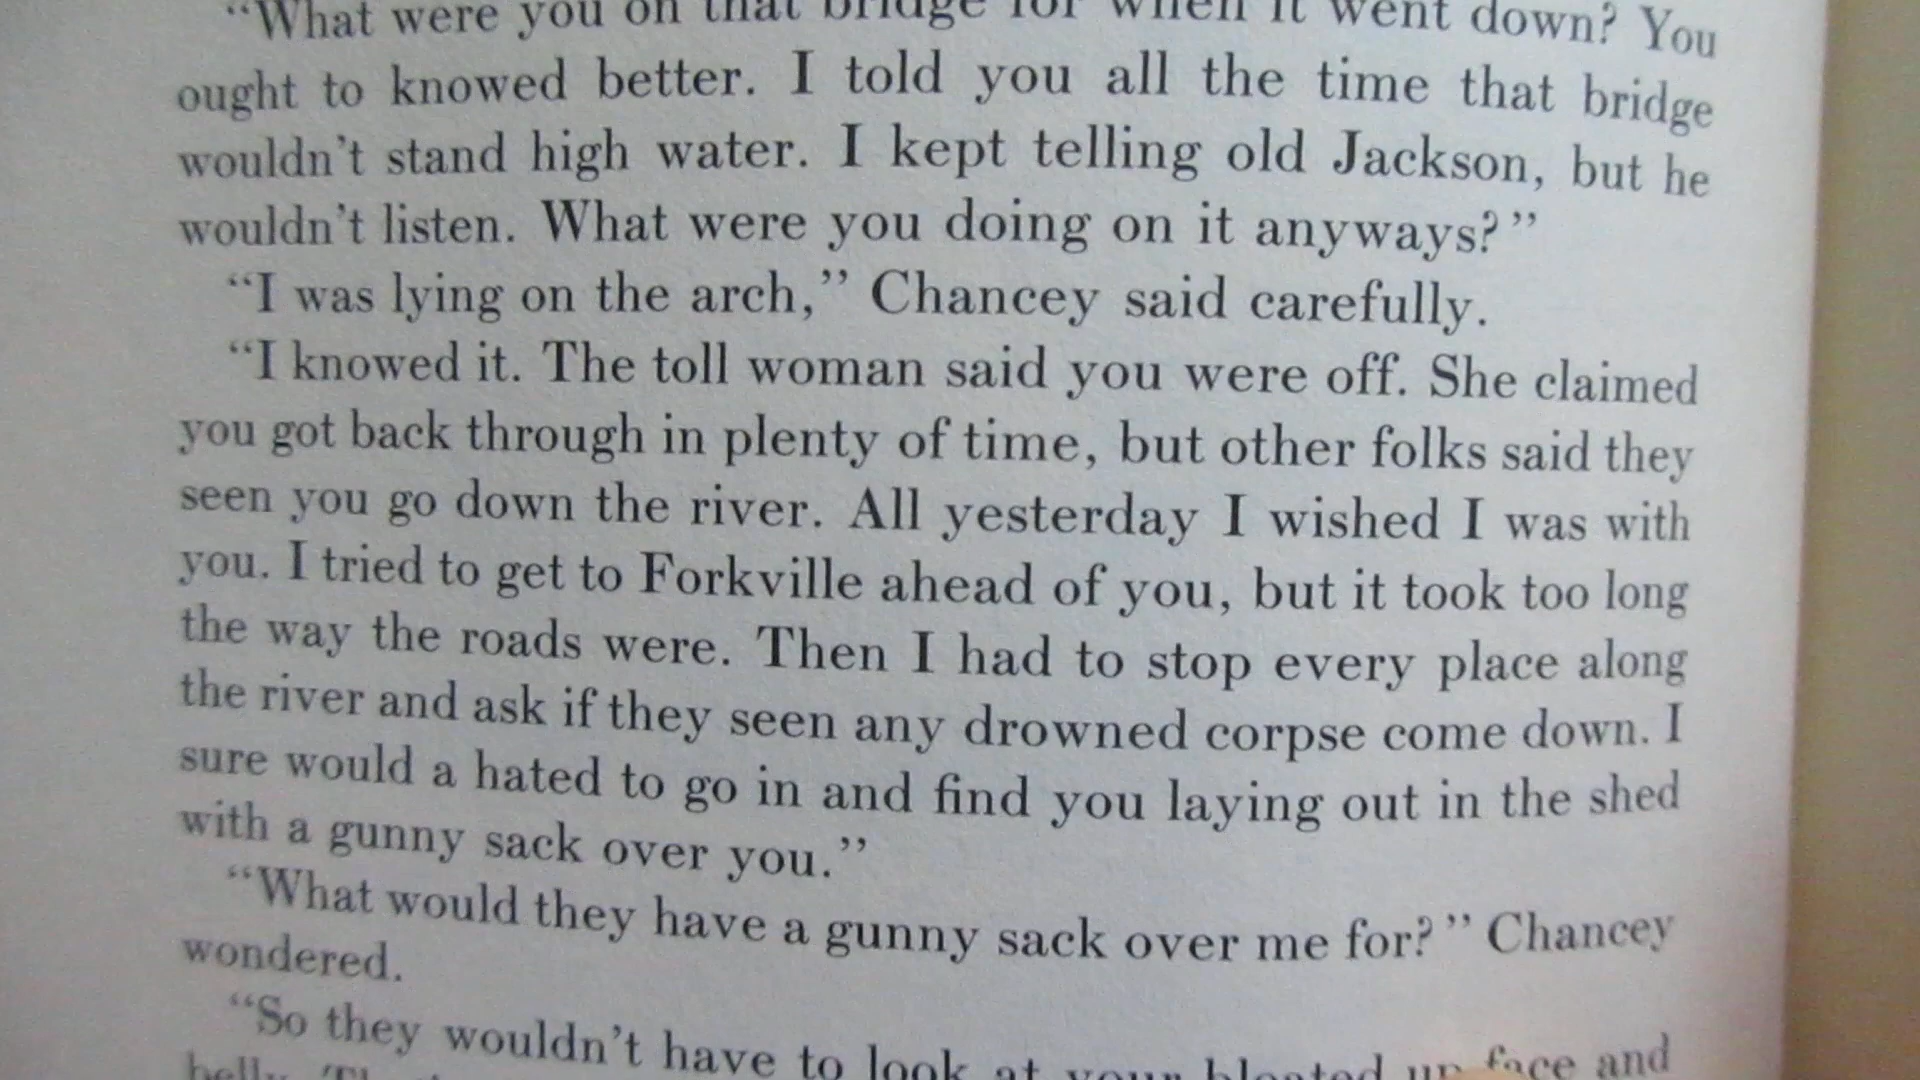 “What were you on that bridge for when it went down? You
ought to knowed better. I told you all the time that bridge
wouldn’t stand high water. I kept telling old Jackson, but he
wouldn’t listen. What were you doing on it anyways?”
“I was lying on the arch,” Chancey said carefully.
“I knowed it. The toll woman said you were off. She claimed
you got back through in plenty of time, but other folks said they
seen you go down the river. All yesterday I wished I was with
you. I tried to get to Forkville ahead of you, but it took too long
the way the roads were. Then I had to stop every place along
the river and ask if they seen any drowned corpse come down. I
sure would a hated to go in and find you laying out in the shed
with a gunny sack over you.”
“What would they have a gunny sack over me for?” Chancey
wondered.
“So they wouldn’t have to look at your bloated up face and
belly.